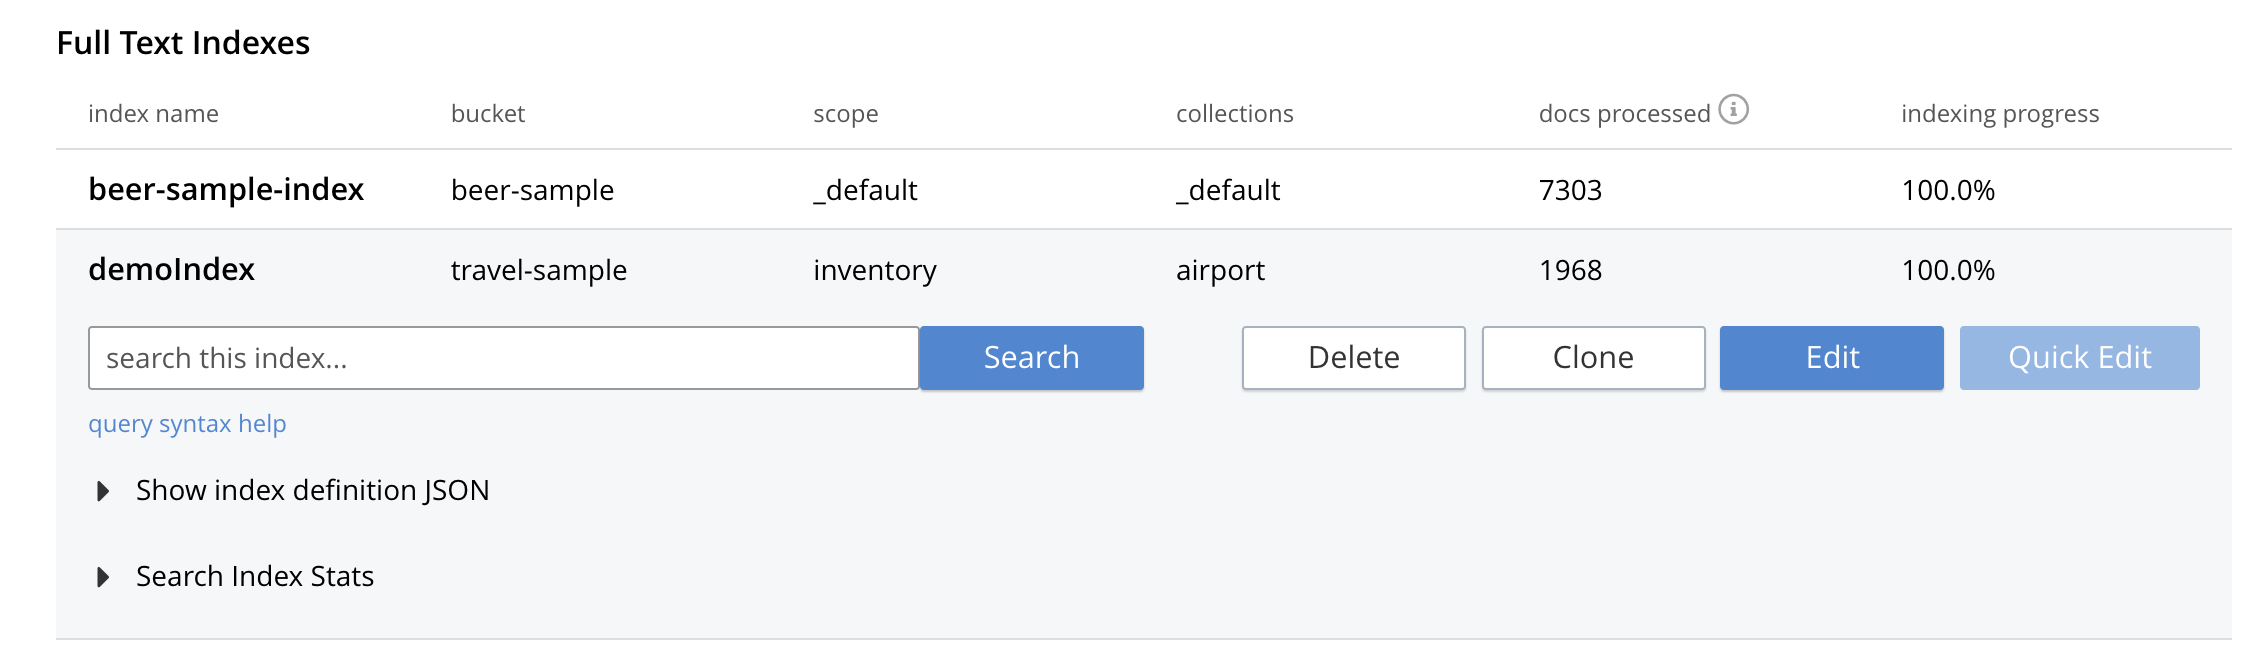 Full Text Indexes
index name bucket scope collections docs processed indexing progress
beer-sample-index beer-sample _default _default 7303 100.0%
demoIndex travel-sample inventory airport 1968 100.0%
search this index... Search Delete Clone Edit Quick Edit
query syntax help
Show index definition JSON
Search Index Stats